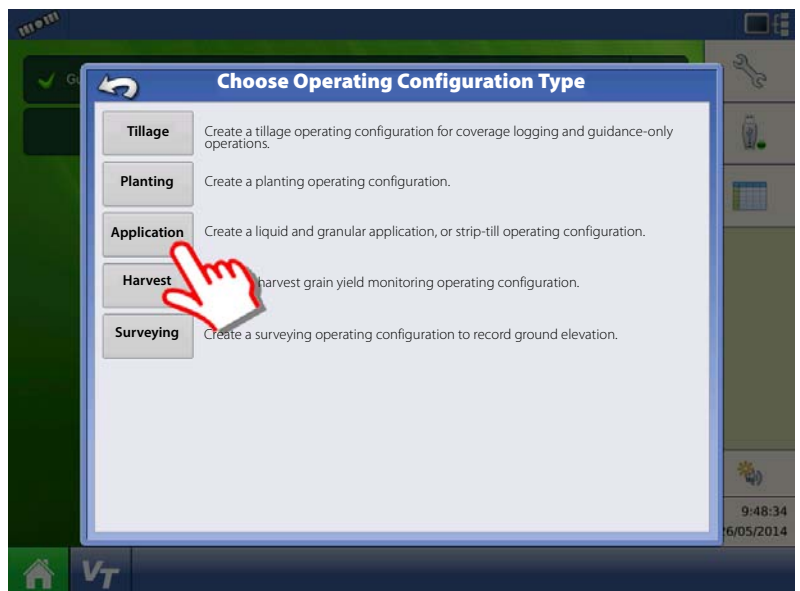 Gu
Choose Operating Configuration Type
Tillage
Create a tillage operating configuration for coverage logging and guidance-only
operations.
Planting
Create a planting operating configuration.
Application
Create a liquid and granular application, or strip-till operating configuration.
Harvest
harvest grain yield monitoring operating configuration.
Surveying
Create a surveying operating configuration to record ground elevation.
9:48:34
6/05/2014
VT